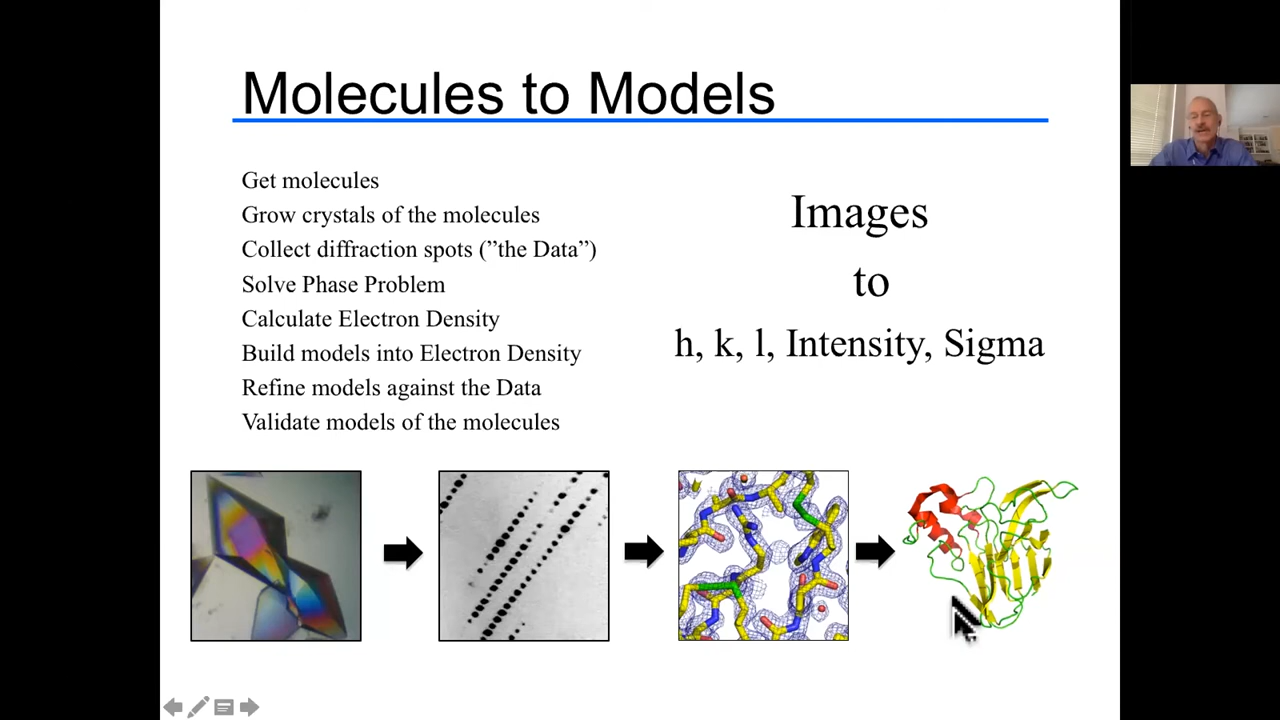 Molecules to Models
Get molecules
Grow crystals of the molecules
Collect diffraction spots (”the Data”)
Solve Phase Problem
Calculate Electron Density
Build models into Electron Density
Refine models against the Data
Validate models of the molecules
Images
to
h, k, l, Intensity, Sigma